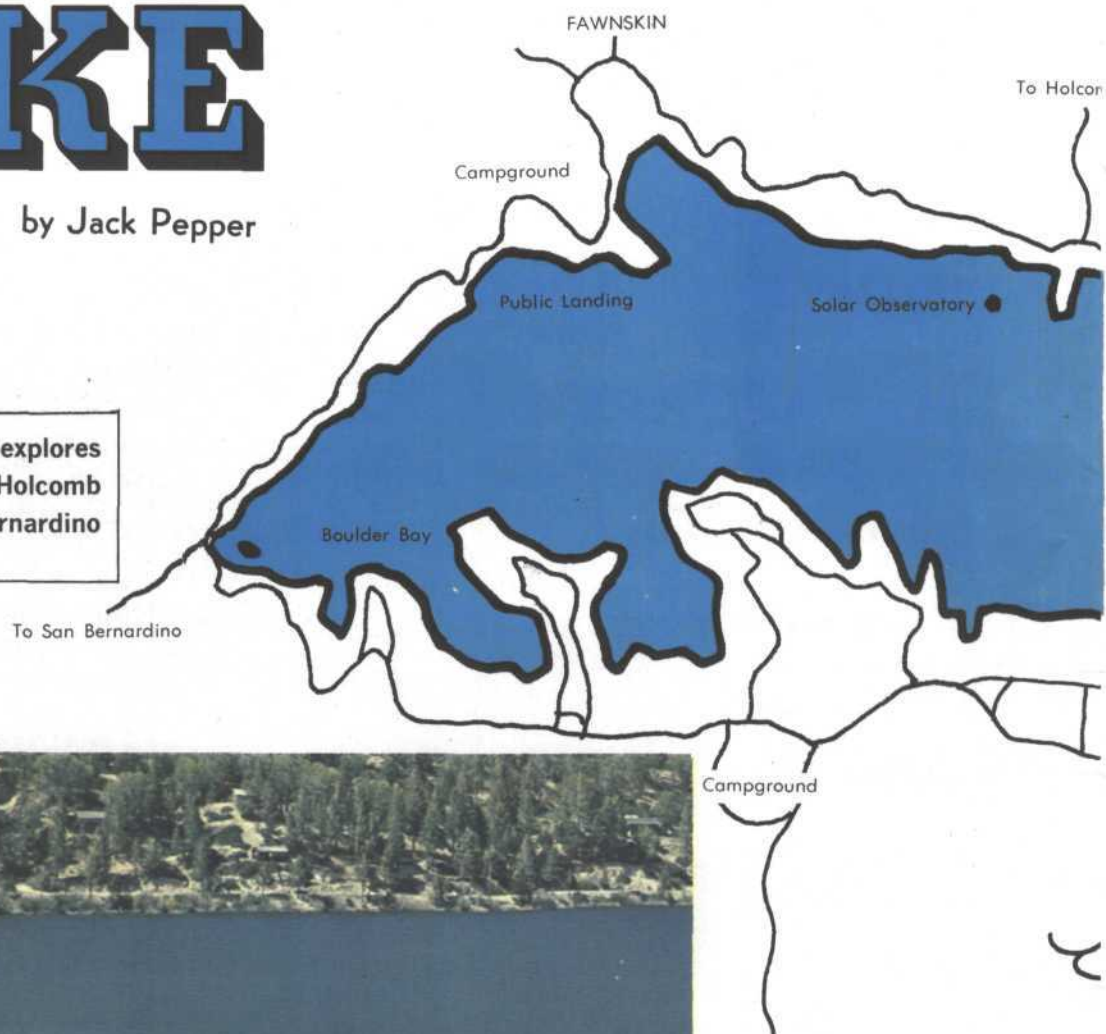 KE
by Jack Pepper
explores
Holcomb
rnardino
FAWNSKIN
To Holcom
Campground
Public Landing
Solar Observatory
Boulder Bay
To San Bernardino
Campground